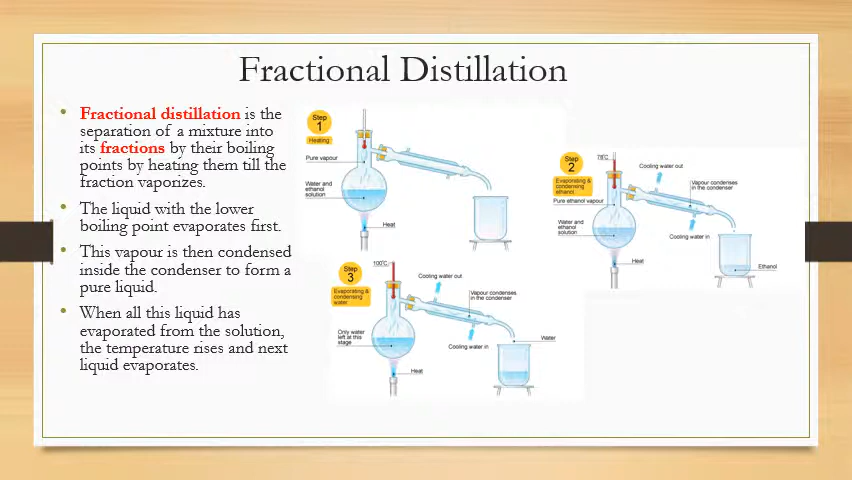 Fractional Distillation
• Fractional distillation is the
separation of a mixture into
its fractions by their boiling
points by heating them till the
fraction vaporizes.
• The liquid with the lower
boiling point evaporates first.
• This vapour is then condensed
inside the condenser to form a
pure liquid.
• When all this liquid has
evaporated from the solution,
the temperature rises and next
liquid evaporates.
Step
1
Heating
Pure vapour
Water and
ethanol
solution
Heat
Step
2
78°C
Evaporating &
condensing
ethanol
Pure ethanol vapour
Water and
ethanol
solution
Cooling water out
Vapour condenses
in the condenser
Cooling water in
Heat
Ethanol
Step
3
100°C
Evaporating &
condensing
water
Cooling water out
Vapour condenses
in the condenser
Only water
left at this
stage
Cooling water in
Water
Heat